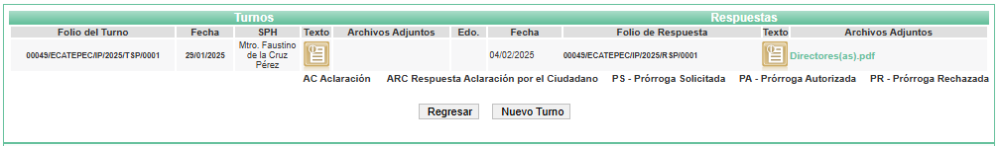 Turnos Respuestas
Folio del Turno Fecha SPH Texto Archivos Adjuntos Edo. Fecha Folio de Respuesta Texto Archivos Adjuntos
00049/ECATEPEC/IP/2025/TSP/0001 29/01/2025 Mtro. Faustino de la Cruz Pérez 04/02/2025 00049/ECATEPEC/IP/2025/RSP/0001 Directores(as).pdf
AC Aclaración ARC Respuesta Aclaración por el Ciudadano PS - Prórroga Solicitada PA - Prórroga Autorizada PR - Prórroga Rechazada
Regresar Nuevo Turno